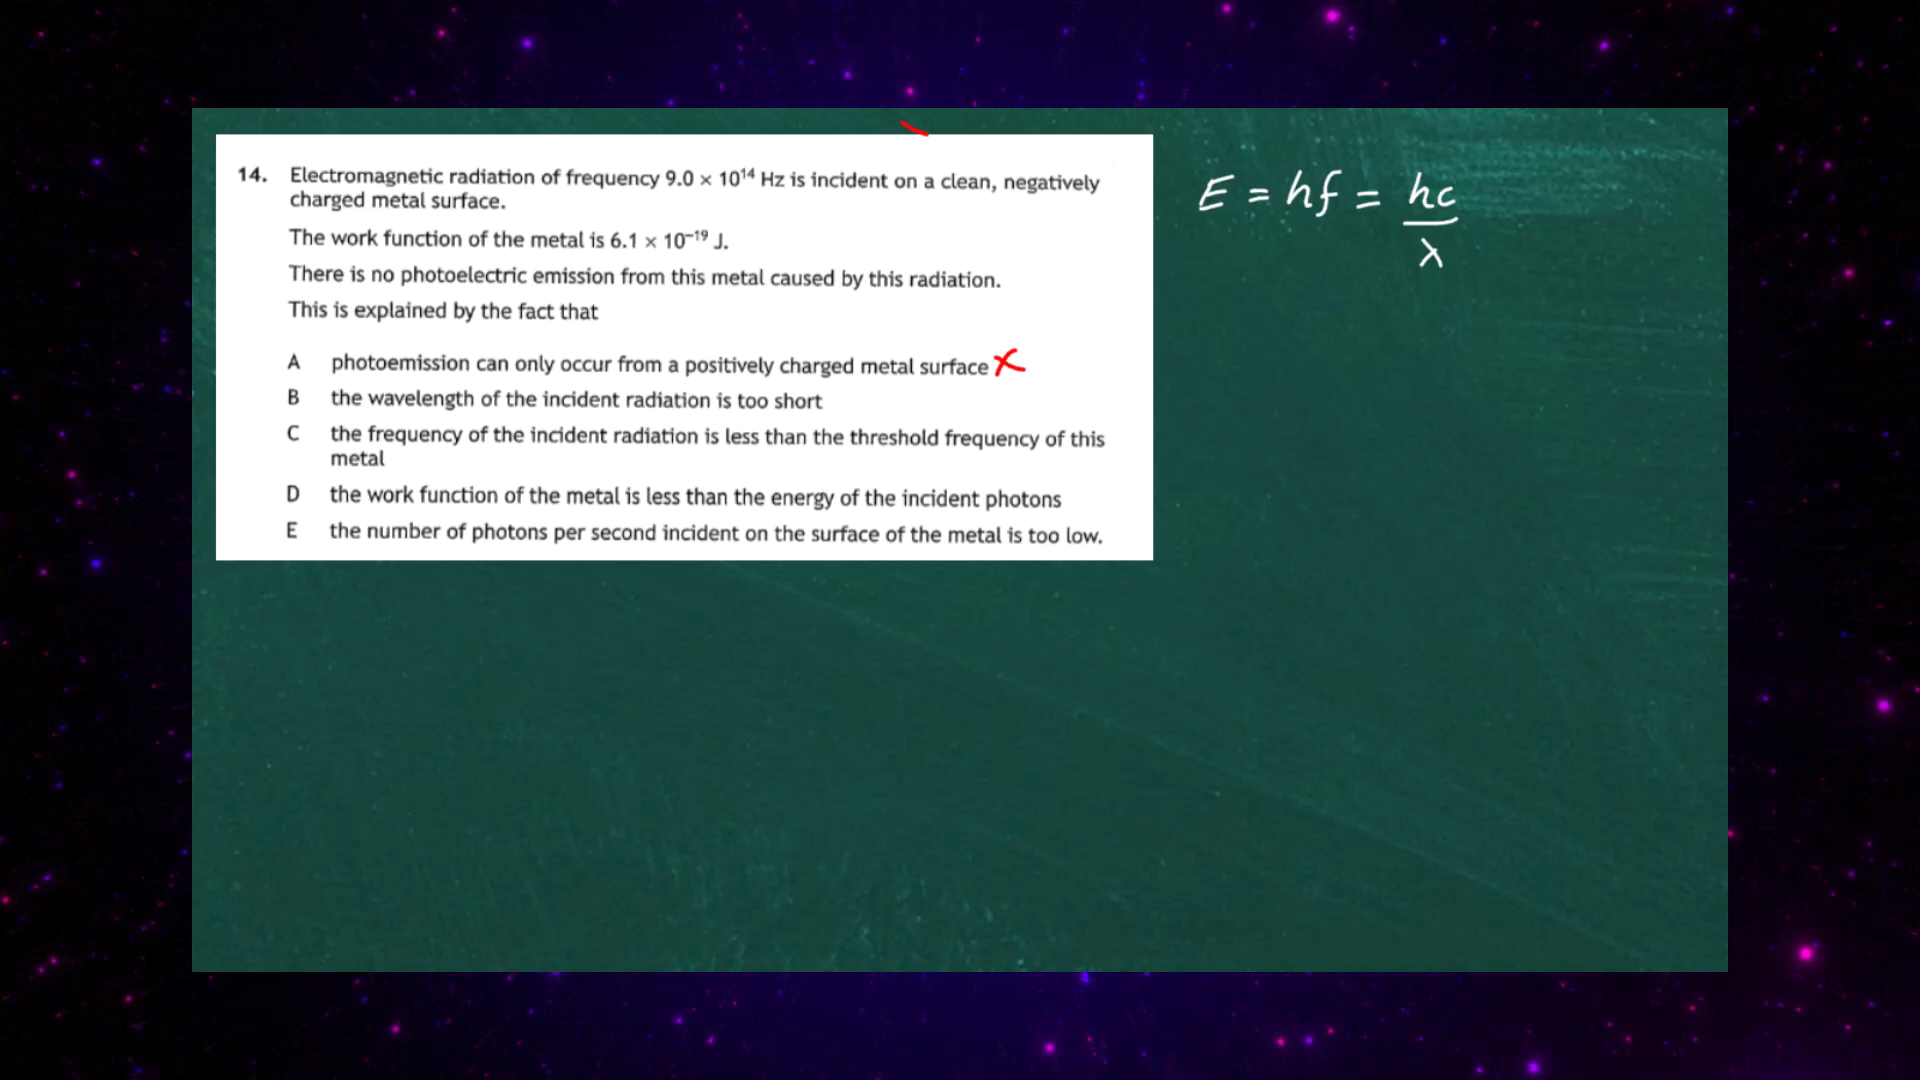 14. Electromagnetic radiation of frequency 9.0 × 10¹⁴ Hz is incident on a clean, negatively
charged metal surface.
The work function of the metal is 6.1 × 10⁻¹⁹ J.
There is no photoelectric emission from this metal caused by this radiation.
This is explained by the fact that
A photoemission can only occur from a positively charged metal surface
B the wavelength of the incident radiation is too short
C the frequency of the incident radiation is less than the threshold frequency of this
metal
D the work function of the metal is less than the energy of the incident photons
E the number of photons per second incident on the surface of the metal is too low.
E = hf = hc
λ